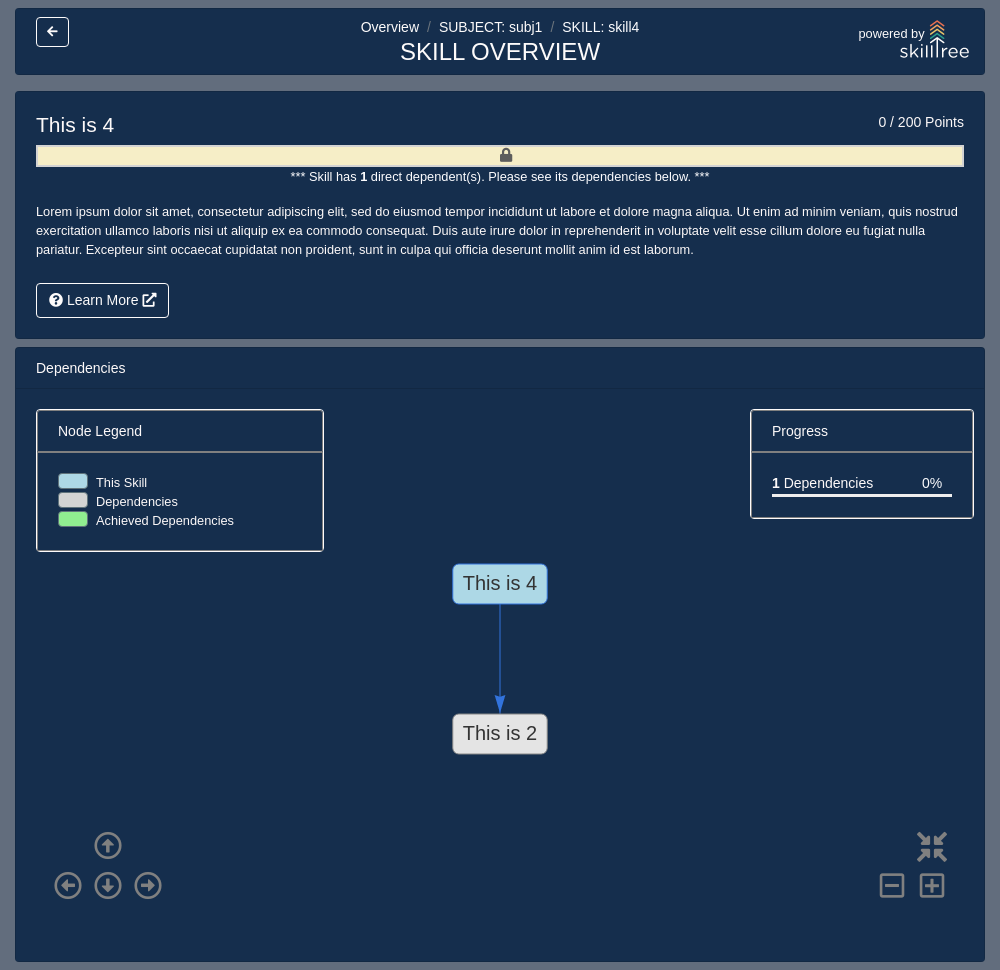 Overview / SUBJECT: subj1 / SKILL: skill4
SKILL OVERVIEW
powered by
skilltree
This is 4
0 / 200 Points
*** Skill has 1 direct dependent(s). Please see its dependencies below. ***
Lorem ipsum dolor sit amet, consectetur adipiscing elit, sed do eiusmod tempor incididunt ut labore et dolore magna aliqua. Ut enim ad minim veniam, quis nostrud
exercitation ullamco laboris nisi ut aliquip ex ea commodo consequat. Duis aute irure dolor in reprehenderit in voluptate velit esse cillum dolore eu fugiat nulla
pariatur. Excepteur sint occaecat cupidatat non proident, sunt in culpa qui officia deserunt mollit anim id est laborum.
Learn More
Dependencies
Node Legend
This Skill
Dependencies
Achieved Dependencies
Progress
1 Dependencies 0%
This is 4
This is 2